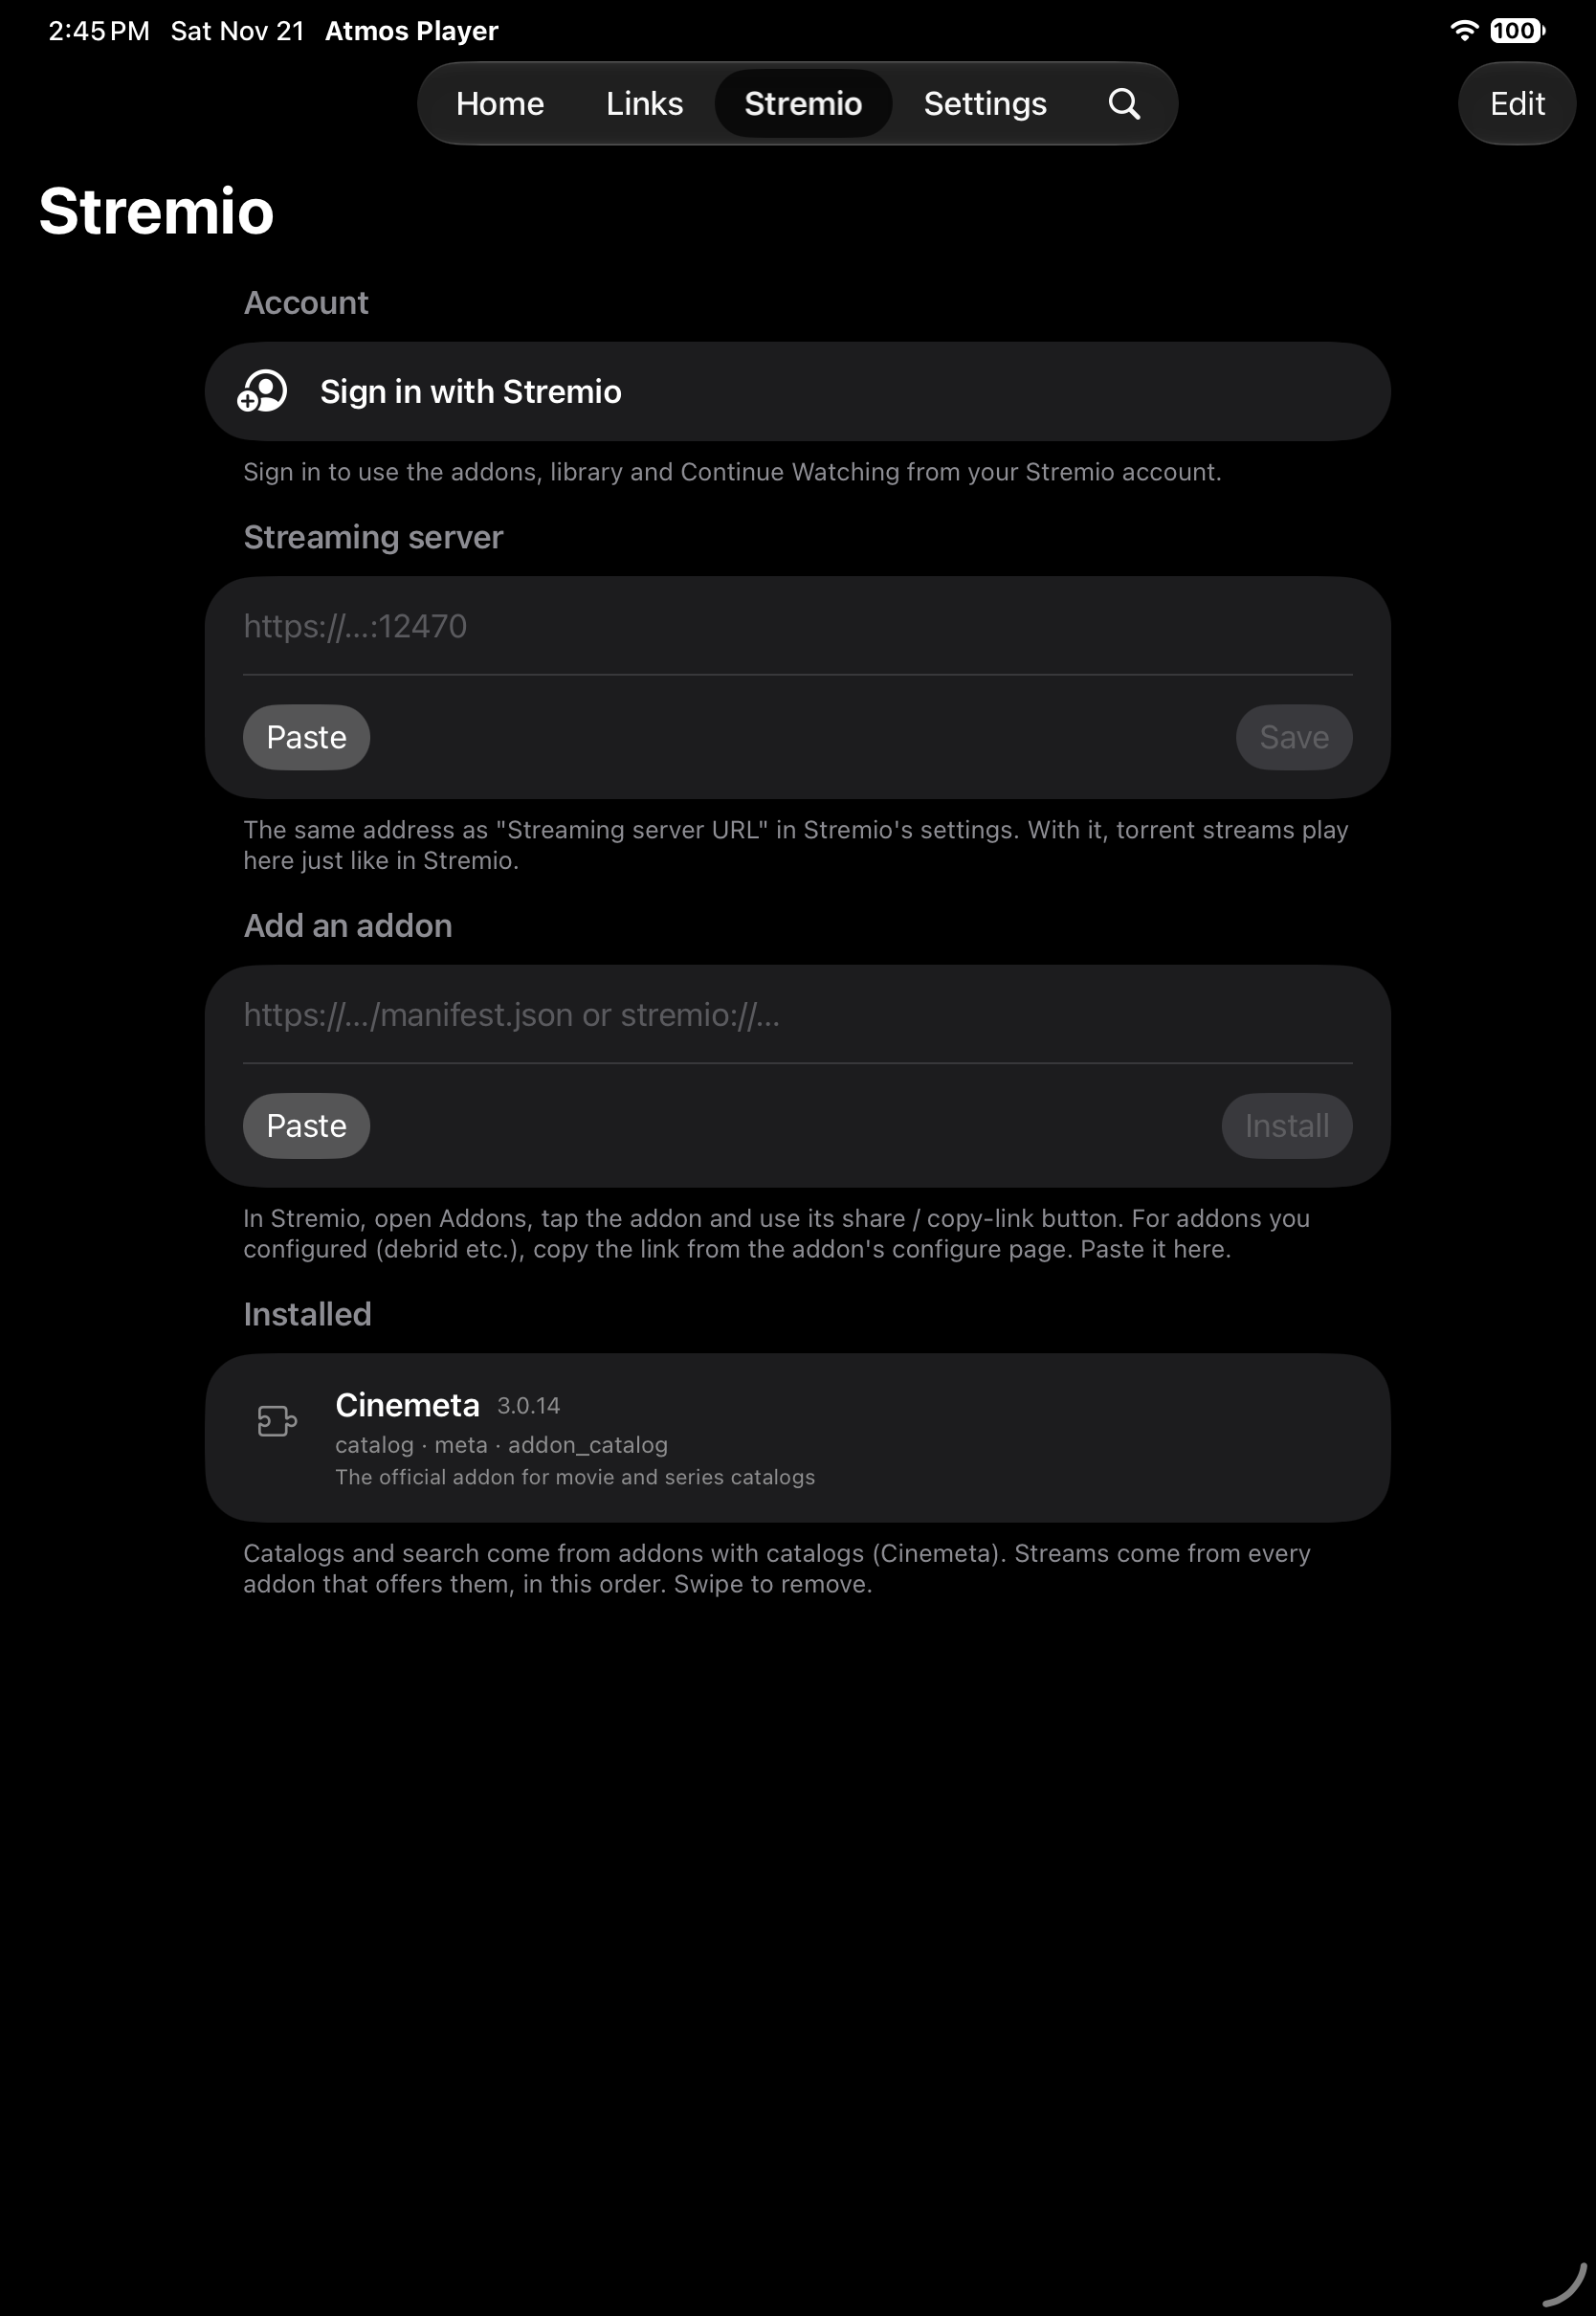 2:45 PM Sat Nov 21 Atmos Player 100
Home Links Stremio Settings Edit
Stremio
Account
Sign in with Stremio
Sign in to use the addons, library and Continue Watching from your Stremio account.
Streaming server
https://...:12470
Paste Save
The same address as "Streaming server URL" in Stremio's settings. With it, torrent streams play
here just like in Stremio.
Add an addon
https://.../manifest.json or stremio://...
Paste Install
In Stremio, open Addons, tap the addon and use its share / copy-link button. For addons you
configured (debrid etc.), copy the link from the addon's configure page. Paste it here.
Installed
Cinemeta 3.0.14
catalog · meta · addon_catalog
The official addon for movie and series catalogs
Catalogs and search come from addons with catalogs (Cinemeta). Streams come from every
addon that offers them, in this order. Swipe to remove.